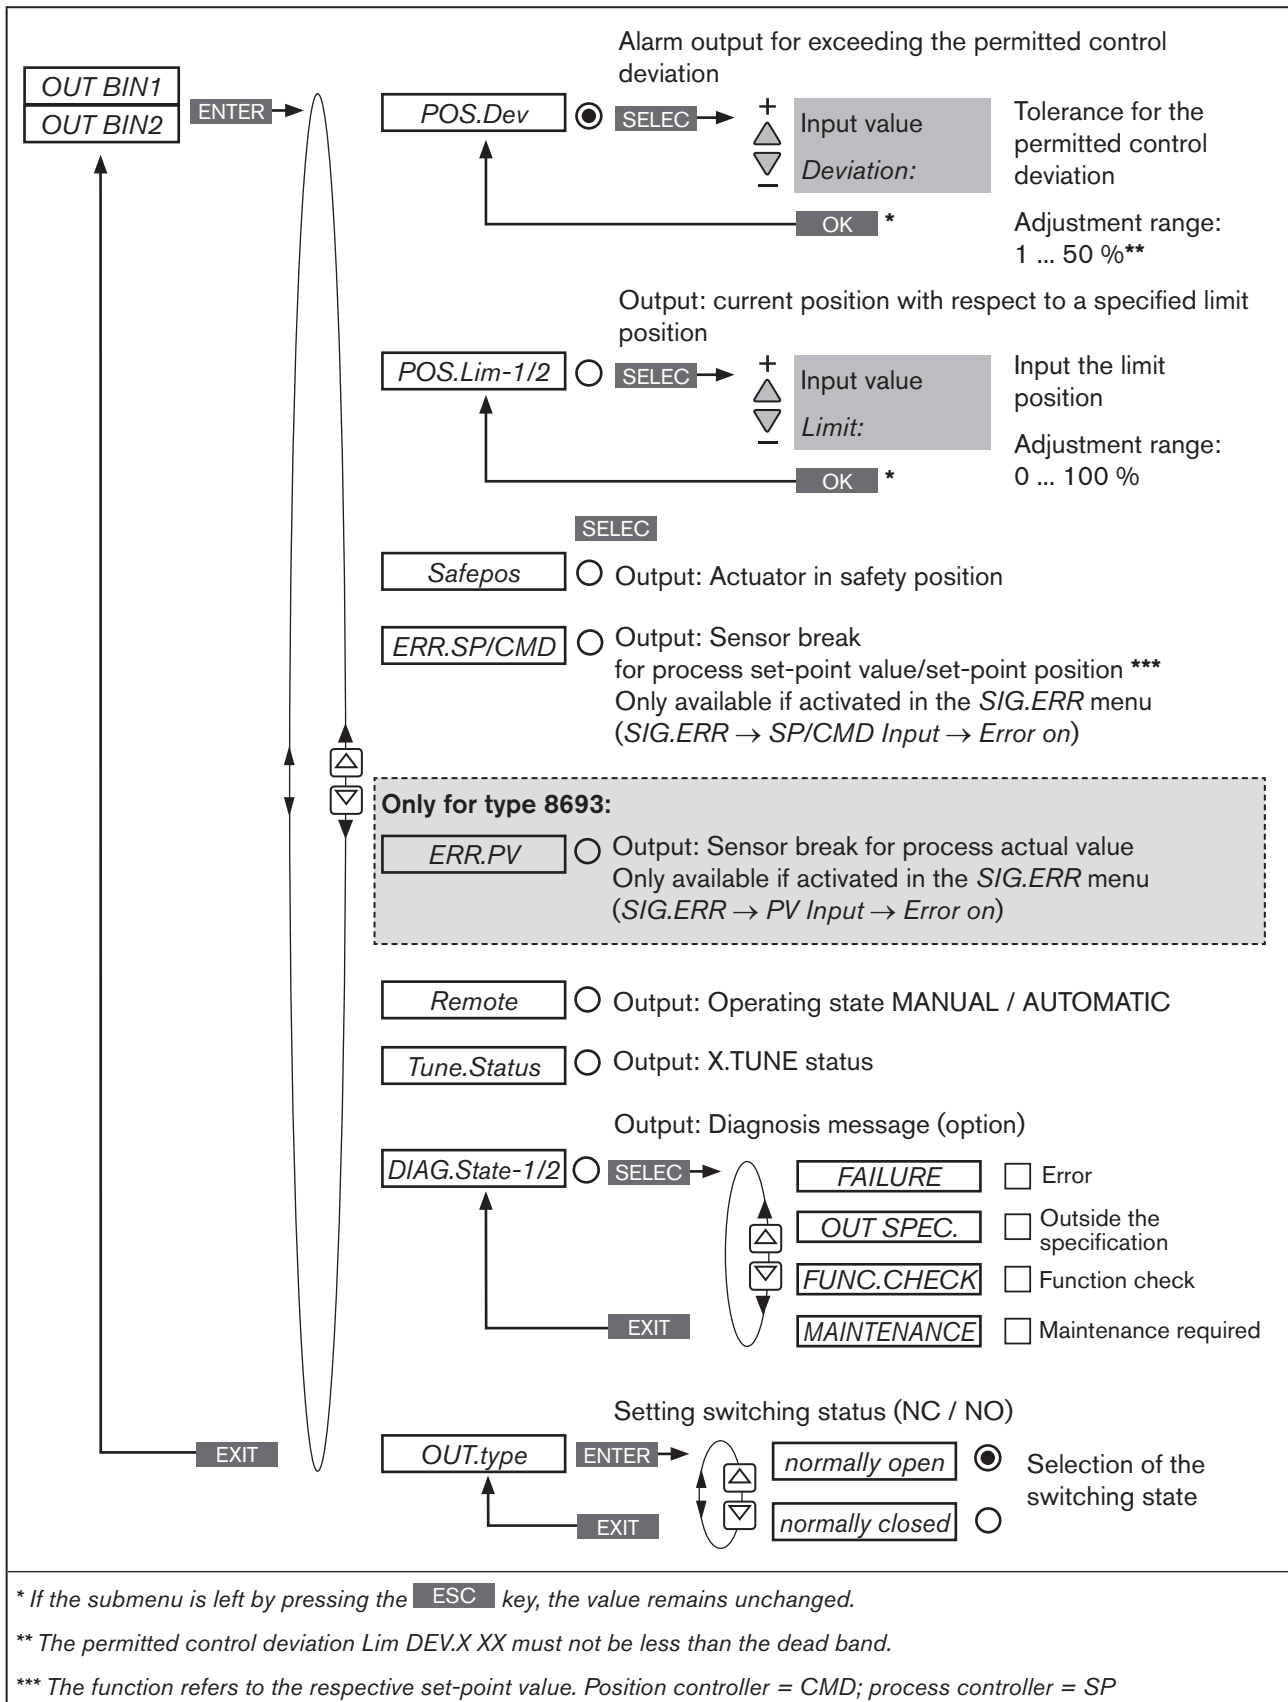 Alarm output for exceeding the permitted control
deviation
OUT BIN1
OUT BIN2
ENTER
POS.Dev
SELEC
+
Input value
Deviation:
–
OK *
Tolerance for the
permitted control
deviation
Adjustment range:
1 ... 50 %**
Output: current position with respect to a specified limit
position
POS.Lim-1/2
SELEC
+
Input value
Limit:
–
OK *
Input the limit
position
Adjustment range:
0 ... 100 %
SELEC
Safepos
Output: Actuator in safety position
ERR.SP/CMD
Output: Sensor break
for process set-point value/set-point position ***
Only available if activated in the SIG.ERR menu
(SIG.ERR → SP/CMD Input → Error on)
Only for type 8693:
ERR.PV
Output: Sensor break for process actual value
Only available if activated in the SIG.ERR menu
(SIG.ERR → PV Input → Error on)
Remote
Output: Operating state MANUAL / AUTOMATIC
Tune.Status
Output: X.TUNE status
Output: Diagnosis message (option)
DIAG.State-1/2
SELEC
FAILURE
Error
OUT SPEC.
Outside the
specification
FUNC.CHECK
Function check
MAINTENANCE
Maintenance required
EXIT
Setting switching status (NC / NO)
EXIT
OUT.type
ENTER
normally open
normally closed
Selection of the
switching state
EXIT
* If the submenu is left by pressing the ESC key, the value remains unchanged.
** The permitted control deviation Lim DEV.X XX must not be less than the dead band.
*** The function refers to the respective set-point value. Position controller = CMD; process controller = SP